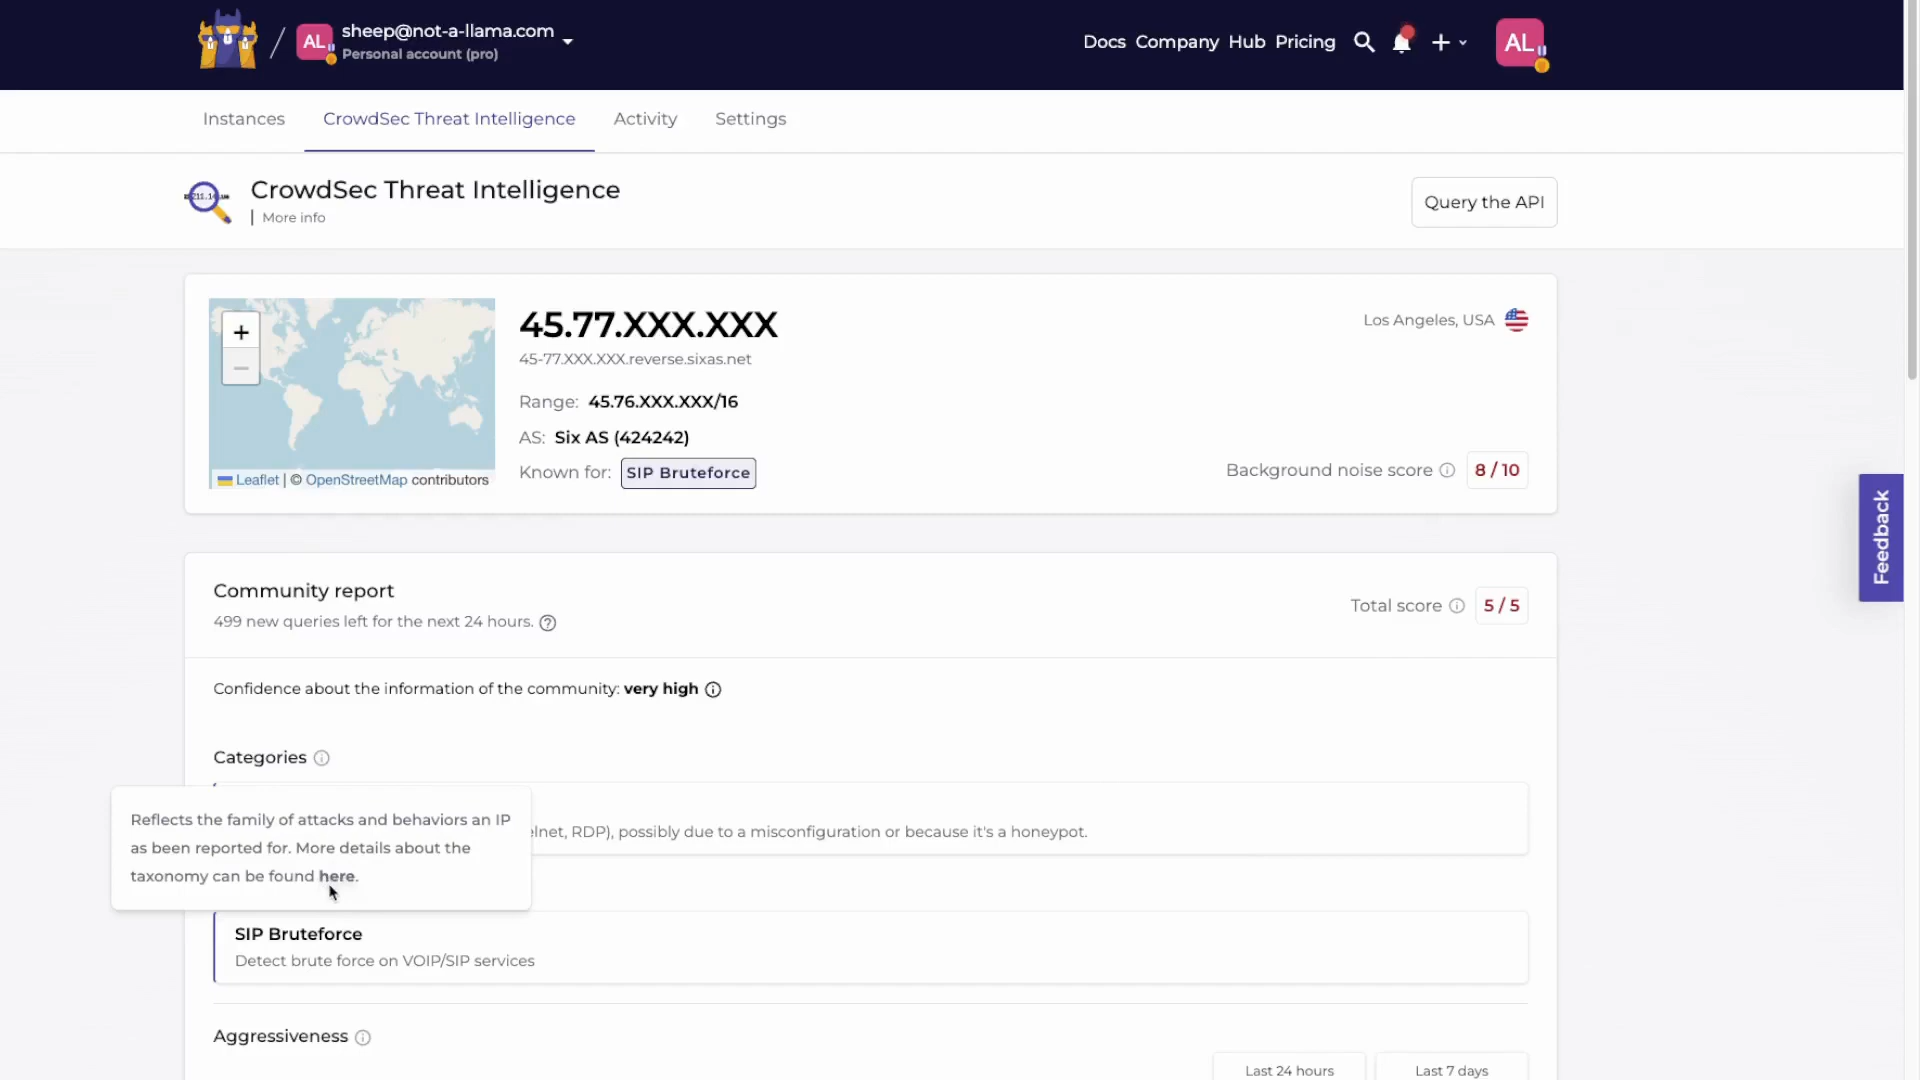 sheep@not-a-llama.com
Personal account (pro)
AL
Docs Company Hub Pricing
AL
Instances CrowdSec Threat Intelligence Activity Settings
CrowdSec Threat Intelligence
More info
Query the API
+
−
Leaflet | © OpenStreetMap contributors
45.77.XXX.XXX
45-77.XXX.XXX.reverse.sixas.net
Range: 45.76.XXX.XXX/16
AS: Six AS (424242)
Known for: SIP Bruteforce
Los Angeles, USA
Background noise score 8 / 10
Feedback
Community report
499 new queries left for the next 24 hours.
Total score 5 / 5
Confidence about the information of the community: very high
Categories
Reflects the family of attacks and behaviors an IP
as been reported for. More details about the
taxonomy can be found here.
elnet, RDP), possibly due to a misconfiguration or because it's a honeypot.
SIP Bruteforce
Detect brute force on VOIP/SIP services
Aggressiveness
Last 24 hours Last 7 days